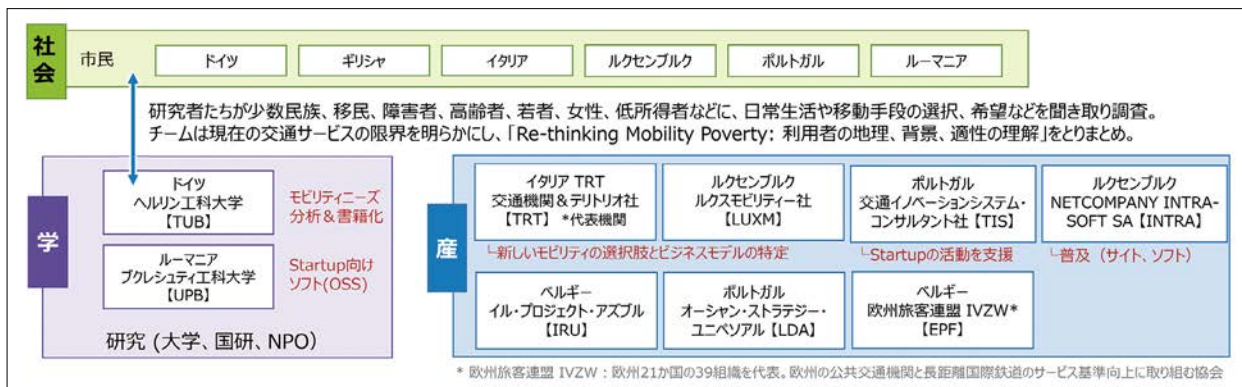 社会
市民
ドイツ
ギリシャ
イタリア
ルクセンブルク
ポルトガル
ルーマニア
研究者たちが少数民族、移民、障害者、高齢者、若者、女性、低所得者などに、日常生活や移動手段の選択、希望などを聞き取り調査。
チームは現在の交通サービスの限界を明らかにし、「Re-thinking Mobility Poverty: 利用者の地理、背景、適性の理解」をとりまとめ。
学
ドイツ
ヘルリン工科大学
【TUB】
モビリティニーズ
分析&書籍化
ルーマニア
ブクレシュティ工科大学
【UPB】
Startup向け
ソフト(OSS)
研究 (大学、国研、NPO)
産
イタリア TRT
交通機関&テリトリオ社
【TRT】 *代表機関
ルクセンブルク
ルクスモビリティー社
【LUXM】
└新しいモビリティの選択肢とビジネスモデルの特定
ポルトガル
交通イノベーションシステム・
コンサルタント社【TIS】
└Startupの活動を支援
ルクセンブルク
NETCOMPANY INTRA-
SOFT SA【INTRA】
└普及(サイト、ソフト)
ベルギー
イル・プロジェクト・アズブル
【IRU】
ポルトガル
オーシャン・ストラテジー・
ユニペソアル【LDA】
ベルギー
欧州旅客連盟 IVZW*
【EPF】
* 欧州旅客連盟 IVZW:欧州21か国の39組織を代表。欧州の公共交通機関と長距離国際鉄道のサービス基準向上に取り組む協会